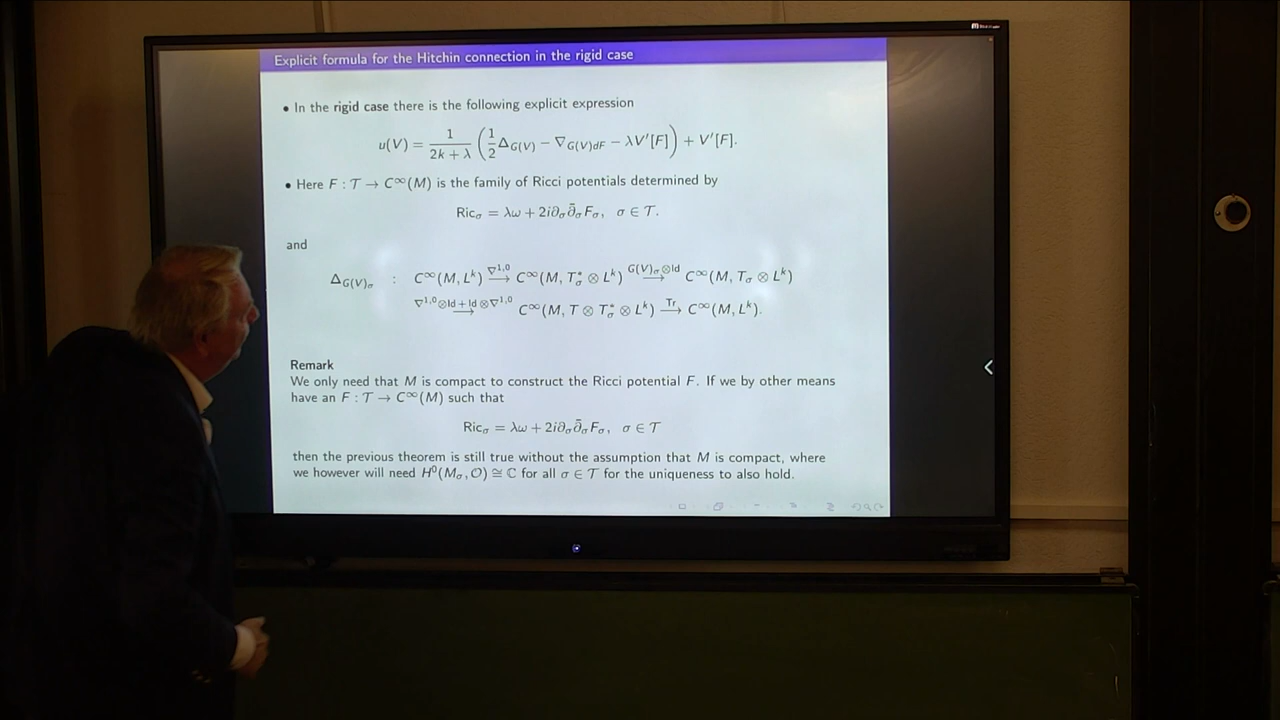 Explicit formula for the Hitchin connection in the rigid case
• In the rigid case there is the following explicit expression
u(V) = 1/(2k + λ) (1/2 Δ_{G(V)} − ∇_{G(V)dF} − λV′[F]) + V′[F].
• Here F : 𝒯 → C^∞(M) is the family of Ricci potentials determined by
Ric_σ = λω + 2i∂_σ∂̄_σF_σ, σ ∈ 𝒯.
and
Δ_{G(V)_σ} : C^∞(M, L^k) →^{∇^{1,0}} C^∞(M, T_σ^* ⊗ L^k) →^{G(V)_σ⊗Id} C^∞(M, T_σ ⊗ L^k)
→^{∇^{1,0}⊗Id+Id⊗∇^{1,0}} C^∞(M, T ⊗ T_σ^* ⊗ L^k) →^{Tr} C^∞(M, L^k).
Remark
We only need that M is compact to construct the Ricci potential F. If we by other means
have an F : 𝒯 → C^∞(M) such that
Ric_σ = λω + 2i∂_σ∂̄_σF_σ, σ ∈ 𝒯
then the previous theorem is still true without the assumption that M is compact, where
we however will need H^0(M_σ, 𝒪) ≅ ℂ for all σ ∈ 𝒯 for the uniqueness to also hold.